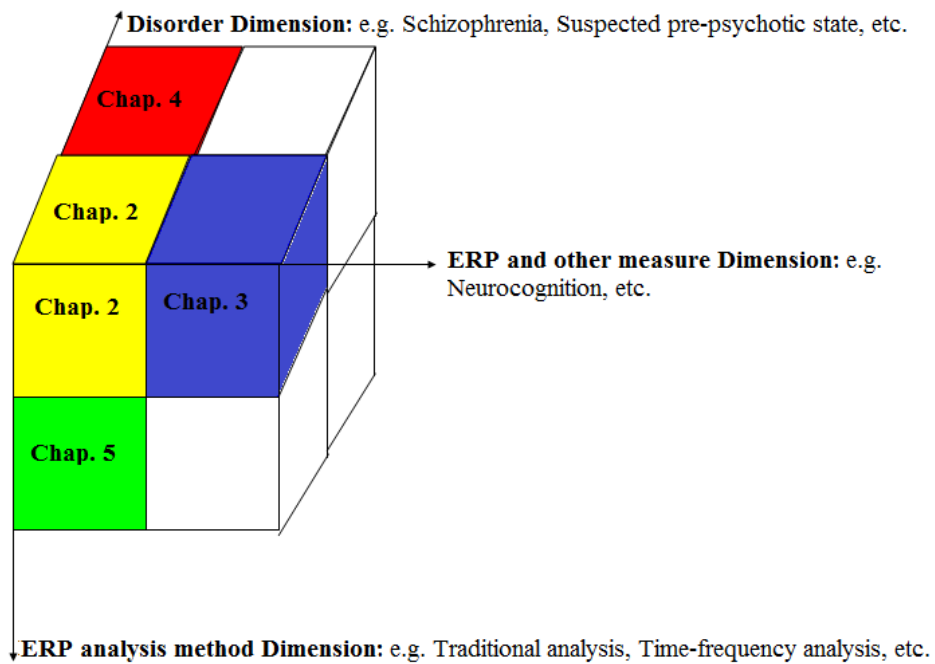 Disorder Dimension: e.g. Schizophrenia, Suspected pre-psychotic state, etc.
Chap. 4
Chap. 2
ERP and other measure Dimension: e.g.
Neurocognition, etc.
Chap. 2
Chap. 3
Chap. 5
ERP analysis method Dimension: e.g. Traditional analysis, Time-frequency analysis, etc.